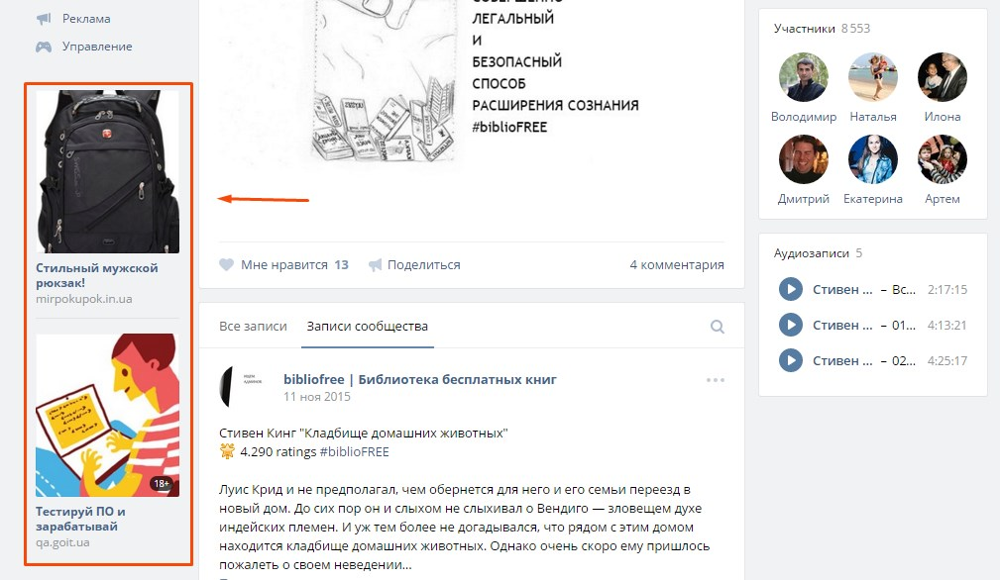 Реклама
Управление
Стильный мужской
рюкзак!
mirpokupok.in.ua
18+
Тестируй ПО и
зарабатывай
qa.goit.ua
СОВЕРШЕННО
ЛЕГАЛЬНЫЙ
И
БЕЗОПАСНЫЙ
СПОСОБ
РАСШИРЕНИЯ СОЗНАНИЯ
#biblioFREE
Мне нравится 13
Поделиться
4 комментария
Все записи
Записи сообщества
bibliofree | Библиотека бесплатных книг
11 ноя 2015
Стивен Кинг "Кладбище домашних животных"
4.290 ratings #biblioFREE
Луис Крид и не предполагал, чем обернется для него и его семьи переезд в
новый дом. До сих пор он и слыхом не слыхивал о Вендиго — зловещем духе
индейских племен. И уж тем более не догадывался, что рядом с этим домом
находится кладбище домашних животных. Однако очень скоро ему пришлось
пожалеть о своем неведении...
Участники 8 553
Володимир
Наталья
Илона
Дмитрий
Екатерина
Артем
Аудиозаписи 5
Стивен ... – Вс... 2:17:15
Стивен ... – 01... 4:13:21
Стивен ... – 02... 4:25:17